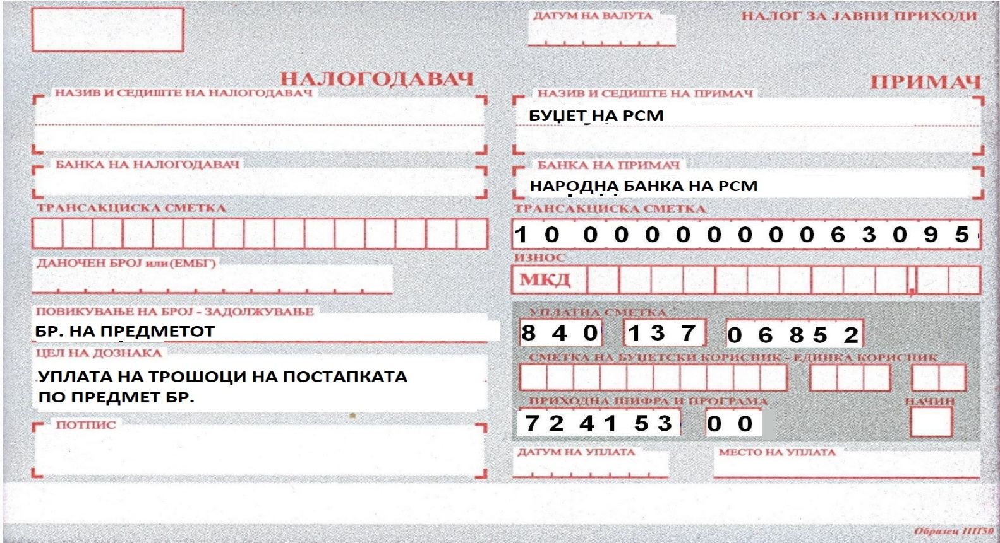 ДАТУМ НА ВАЛУТА
НАЛОГ ЗА ЈАВНИ ПРИХОДИ
НАЛОГОДАВАЧ
НАЗИВ И СЕДИШТЕ НА НАЛОГОДАВАЧ
БАНКА НА НАЛОГОДАВАЧ
ТРАНСАКЦИСКА СМЕТКА
ДАНОЧЕН БРОЈ или (ЕМБГ)
ПОВИКУВАЊЕ НА БРОЈ - ЗАДОЛЖУВАЊЕ
БР. НА ПРЕДМЕТОТ
ЦЕЛ НА ДОЗНАКА
УПЛАТА НА ТРОШОЦИ НА ПОСТАПКАТА
ПО ПРЕДМЕТ БР.
ПОТПИС
ПРИМАЧ
НАЗИВ И СЕДИШТЕ НА ПРИМАЧ
БУЏЕТ НА РСМ
БАНКА НА ПРИМАЧ
НАРОДНА БАНКА НА РСМ
ТРАНСАКЦИСКА СМЕТКА
1 0 0 0 0 0 0 0 0 0 6 3 0 9 5
ИЗНОС
МКД ,
УПЛАТНА СМЕТКА
8 4 0 1 3 7 0 6 8 5 2
СМЕТКА НА БУЏЕТСКИ КОРИСНИК - ЕДИНКА КОРИСНИК
ПРИХОДНА ШИФРА И ПРОГРАМА НАЧИН
7 2 4 1 5 3 0 0
ДАТУМ НА УПЛАТА МЕСТО НА УПЛАТА
Образец ПП50